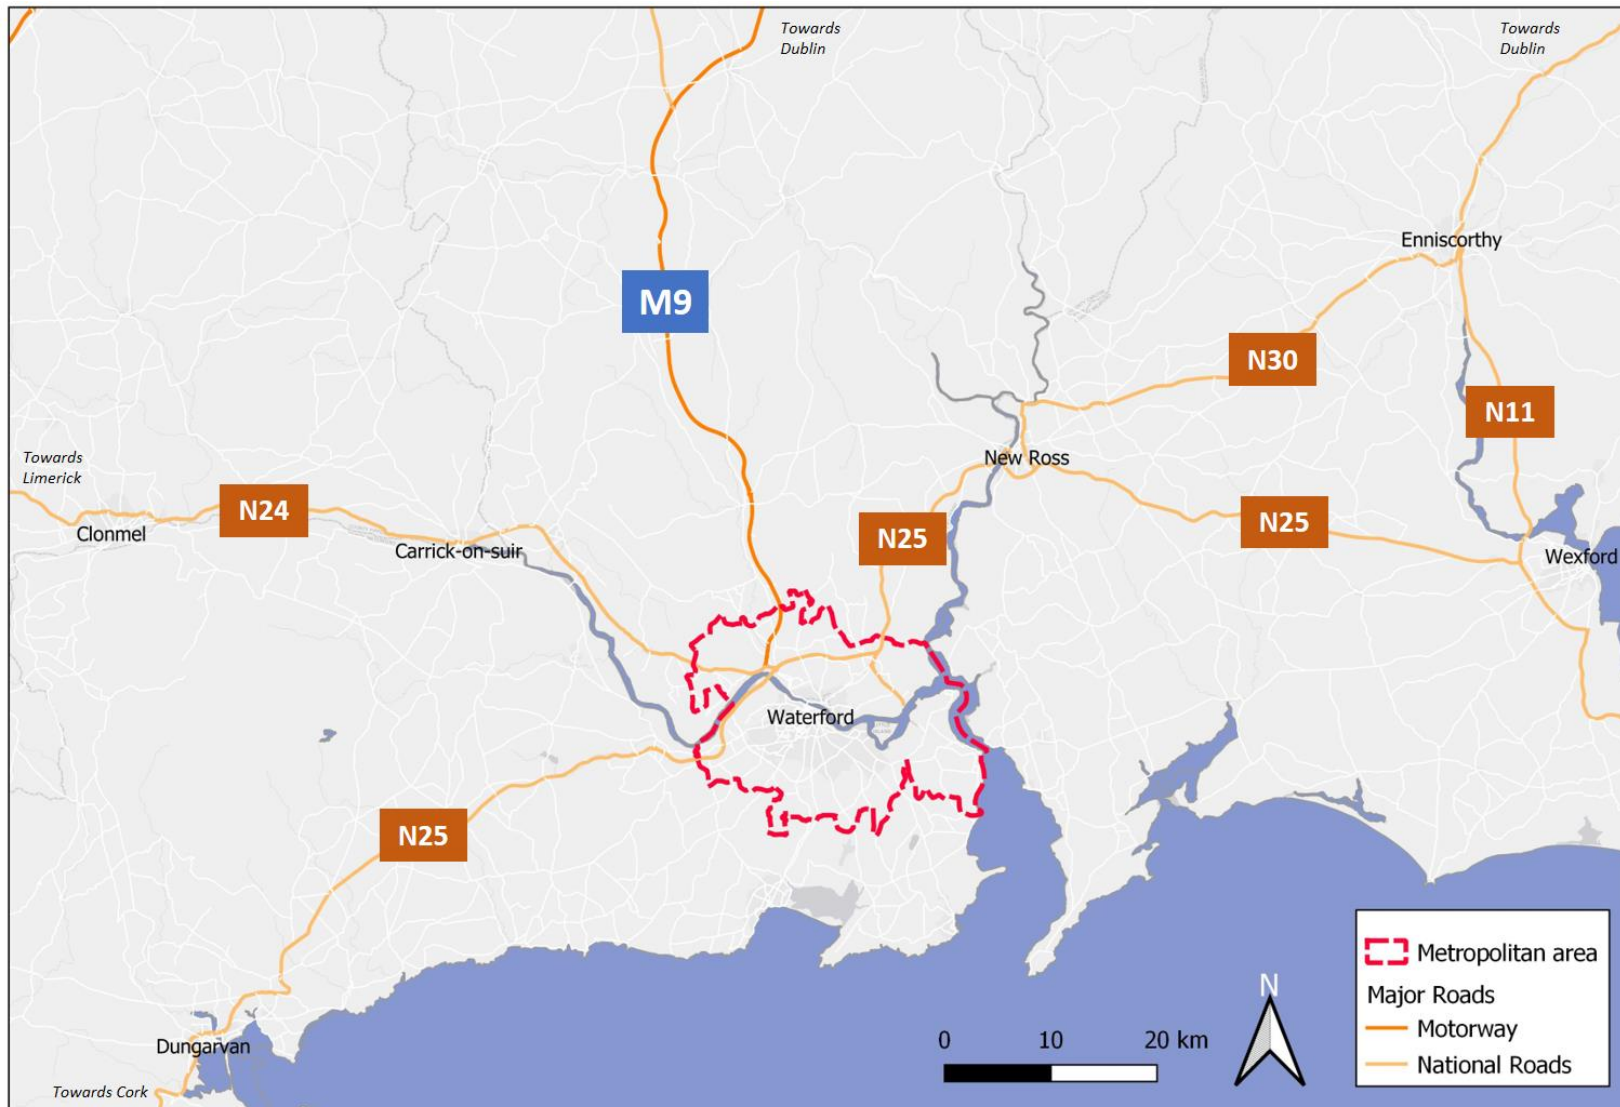 Towards
Dublin
Towards
Dublin
Enniscorthy
M9
N30
N11
Towards
Limerick
New Ross
Clonmel
N24
Carrick-on-suir
N25
N25
Wexford
Waterford
N25
Dungarvan
Towards Cork
0 10 20 km
N
Metropolitan area
Major Roads
Motorway
National Roads